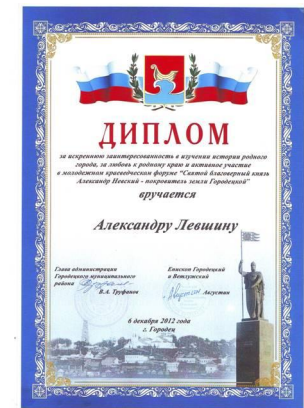 ДИПЛОМ
за искреннюю заинтересованность в изучении истории родного
города, за любовь к родному краю и активное участие
в молодежном краеведческом форуме "Святой благоверный князь
Александр Невский - покровитель земли Городецкой"
вручается
Александру Левшину
Глава администрации
Городецкого муниципального
района
В.А. Труфанов
Епископ Городецкий
и Ветлужский
Августин
6 декабря 2012 года
г. Городец